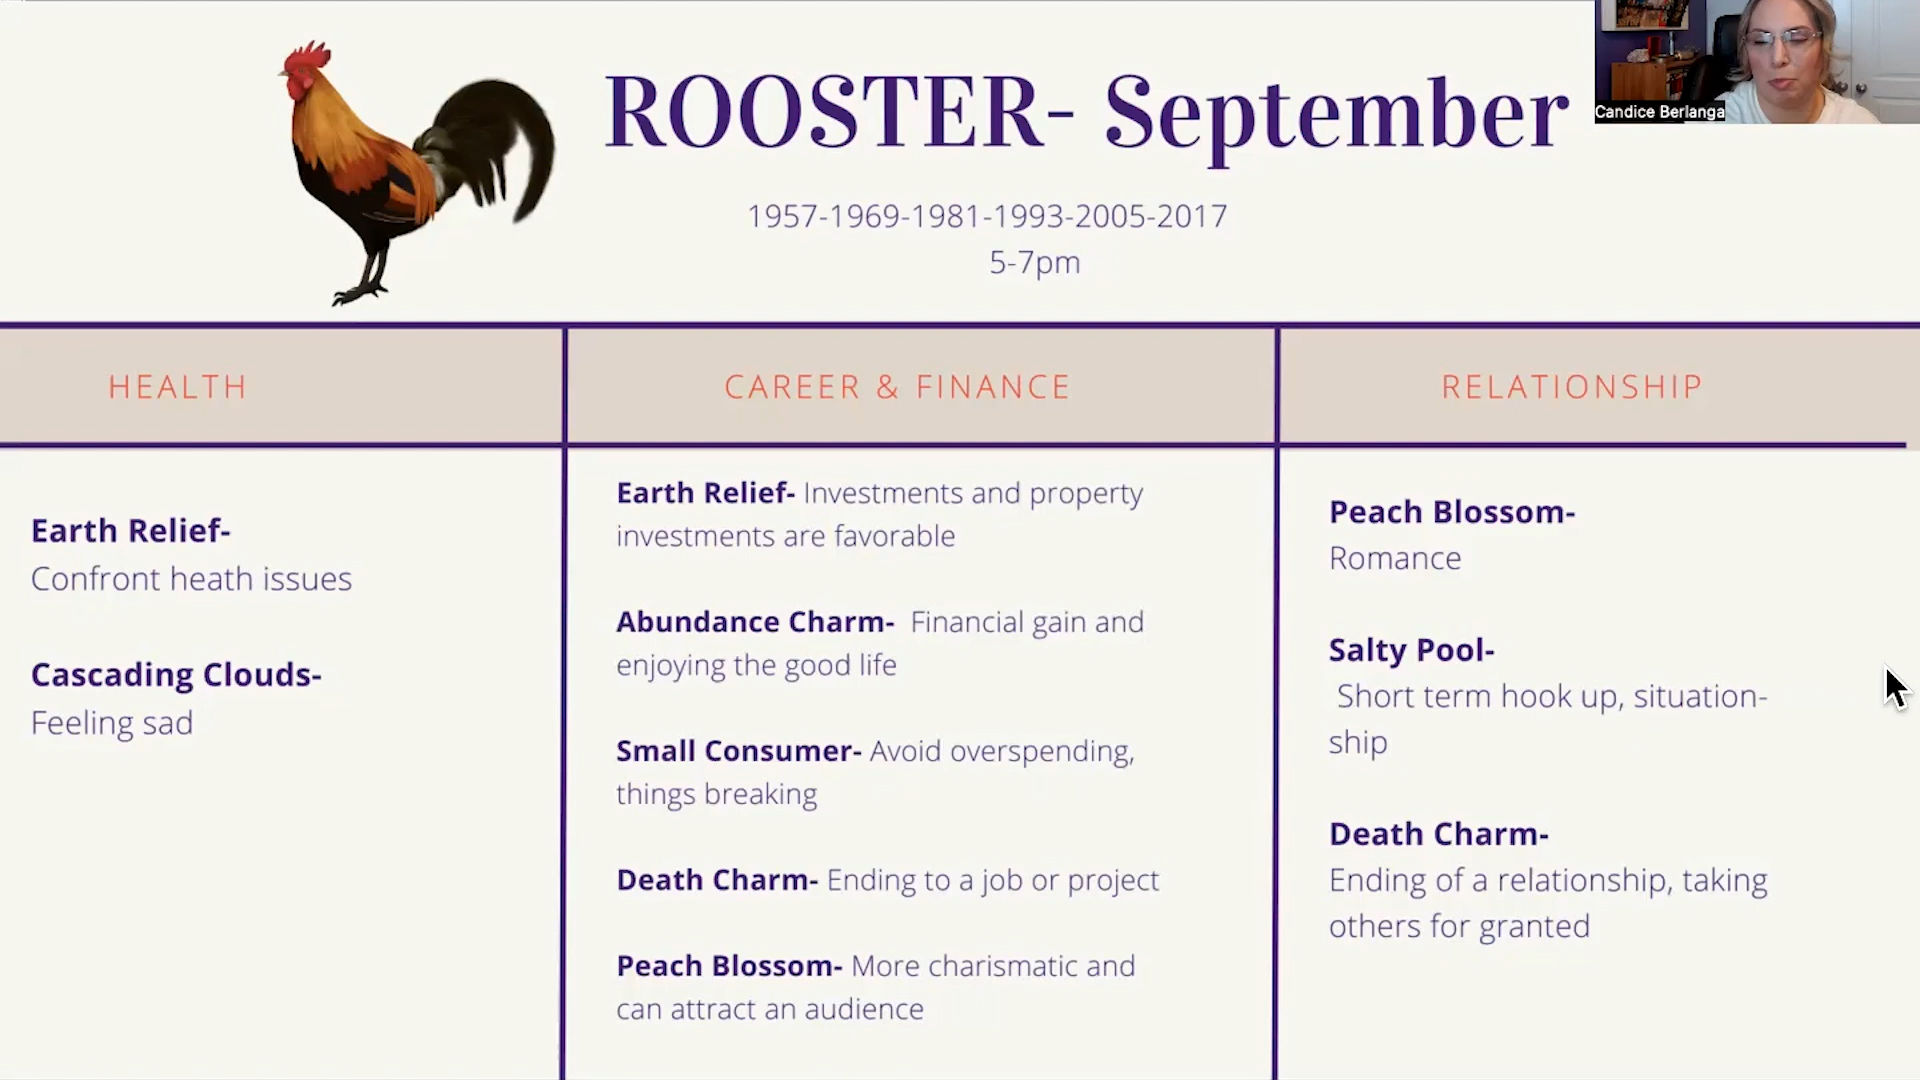 ROOSTER- September
Candice Berlanga
1957-1969-1981-1993-2005-2017
5-7pm
HEALTH
CAREER & FINANCE
RELATIONSHIP
Earth Relief-
Confront heath issues
Cascading Clouds-
Feeling sad
Earth Relief- Investments and property
investments are favorable
Abundance Charm- Financial gain and
enjoying the good life
Small Consumer- Avoid overspending,
things breaking
Death Charm- Ending to a job or project
Peach Blossom- More charismatic and
can attract an audience
Peach Blossom-
Romance
Salty Pool-
Short term hook up, situation-
ship
Death Charm-
Ending of a relationship, taking
others for granted